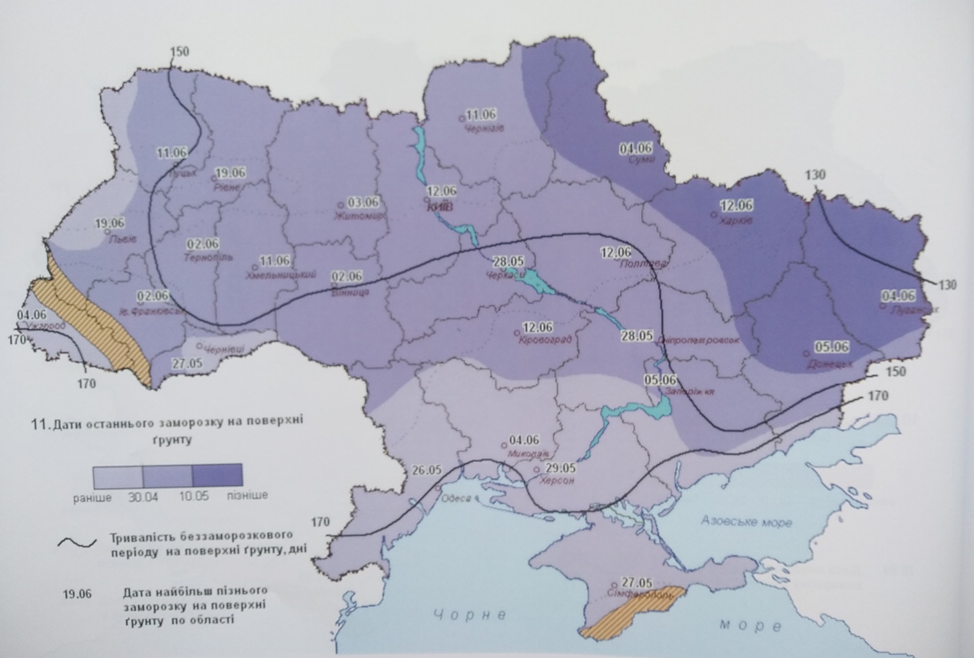 150
11.06
Чернігів
04.06
Суми
11.06
Луцьк
19.06
Рівне
130
03.06
Житомир
12.06
КИЇВ
12.06
Харків
19.06
Львів
02.06
Тернопіль
11.06
Хмельницький
02.06
Вінниця
28.05
Черкаси
12.06
Полтава
130
02.06
Ів.Франківськ
04.06
Луганськ
04.06
Ужгород
170
12.06
Кіровоград
28.05
Дніпропетровськ
05.06
Донецьк
27.05
Чернівці
170
05.06
Запоріжжя
150
170
11.Дати останнього заморозку на поверхні
ґрунту
раніше 30.04 10.05 пізніше
04.06
Миколаїв
26.05
29.05
Херсон
Одеса
170
Азовське море
Тривалість беззаморозкового
періоду на поверхні ґрунту,дні
19.06
Дата найбільш пізнього
заморозку на поверхні
ґрунту по області
27.05
Сімферополь
Чорне
море